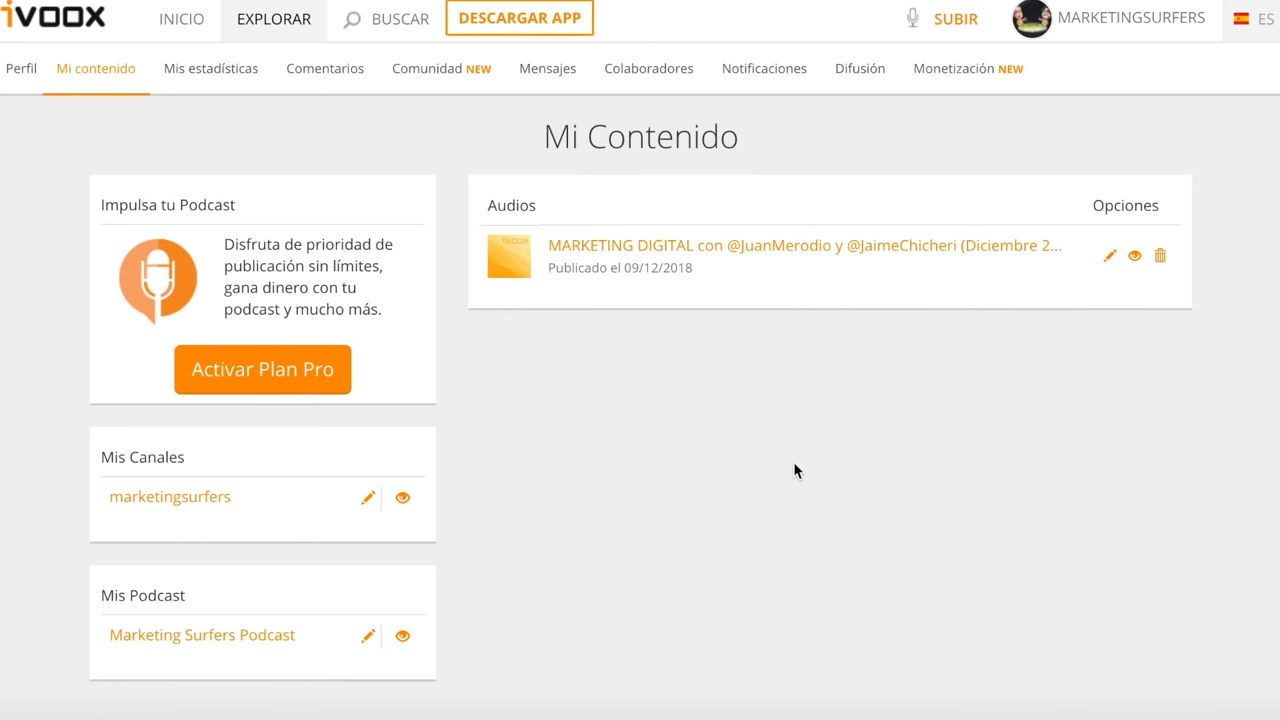 iVOOX
INICIO
EXPLORAR
BUSCAR
DESCARGAR APP
SUBIR
MARKETINGSURFERS
ES
Perfil
Mi contenido
Mis estadísticas
Comentarios
Comunidad NEW
Mensajes
Colaboradores
Notificaciones
Difusión
Monetización NEW
Mi Contenido
Impulsa tu Podcast
Disfruta de prioridad de
publicación sin límites,
gana dinero con tu
podcast y mucho más.
Activar Plan Pro
Mis Canales
marketingsurfers
Mis Podcast
Marketing Surfers Podcast
Audios
Opciones
iVOOX
MARKETING DIGITAL con @JuanMerodio y @JaimeChicheri (Diciembre 2...
Publicado el 09/12/2018